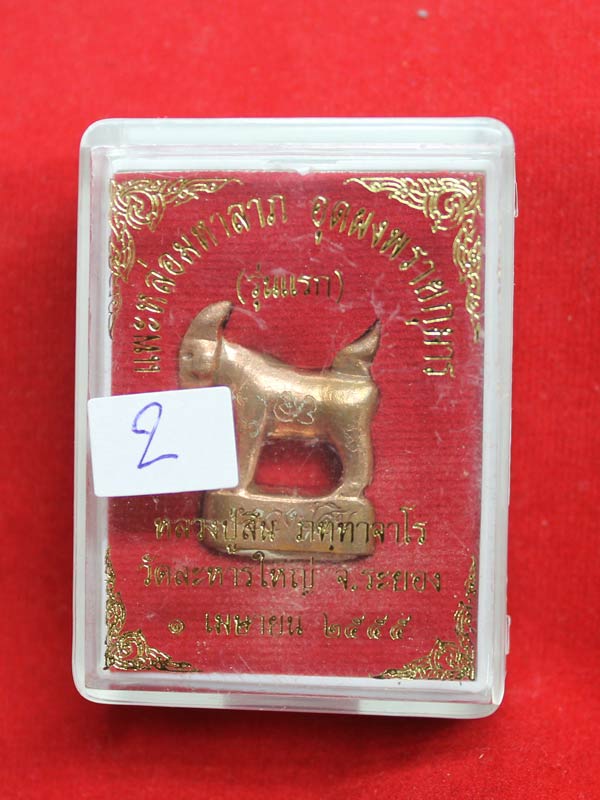 แพะหล่อมหาลาภ อุดผงพรายกุมาร
(รุ่นแรก)
2
หลวงปู่สิน ภทฺทาจาโร
วัดละหารใหญ่ จ.ระยอง
๑ เมษายน ๒๕๕๕